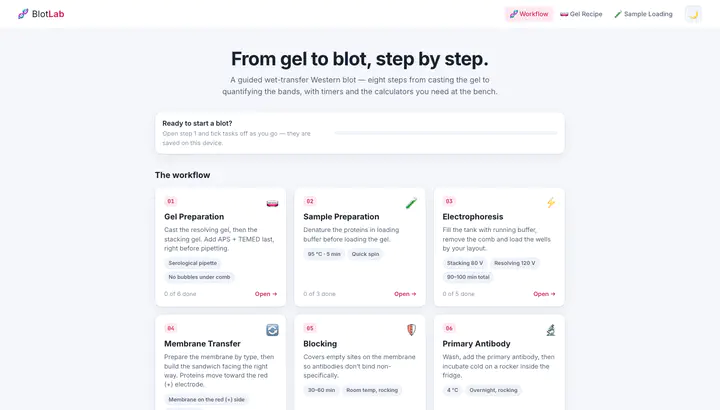 BlotLab
Workflow
Gel Recipe
Sample Loading
From gel to blot, step by step.
A guided wet-transfer Western blot — eight steps from casting the gel to
quantifying the bands, with timers and the calculators you need at the bench.
Ready to start a blot?
Open step 1 and tick tasks off as you go — they are
saved on this device.
The workflow
01
Gel Preparation
Cast the resolving gel, then the
stacking gel. Add APS + TEMED last,
right before pipetting.
Serological pipette
No bubbles under comb
0 of 8 done
Open →
02
Sample Preparation
Denature the proteins in loading
buffer before loading the gel.
95 °C · 5 min
Quick spin
0 of 3 done
Open →
03
Electrophoresis
Fill the tank with running buffer,
remove the comb and load the wells
by your layout.
Stacking 80 V
Resolving 120 V
90–100 min total
0 of 5 done
Open →
04
Membrane Transfer
Prepare the membrane by type, then
build the sandwich facing the right
way. Proteins move toward the red
(+) electrode.
Membrane on the red (+) side
05
Blocking
Covers empty sites on the membrane
so antibodies don't bind non-
specifically.
30–60 min
Room temp, rocking
06
Primary Antibody
Wash, add the primary antibody, then
incubate cold on a rocker inside the
fridge.
4 °C
Overnight, rocking